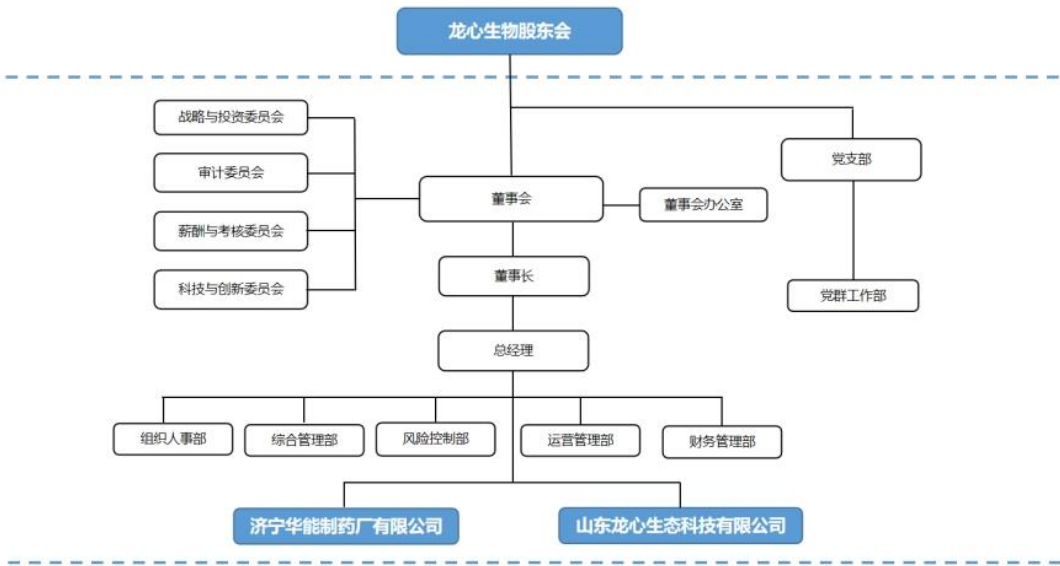 龙心生物股东会
战略与投资委员会
审计委员会
薪酬与考核委员会
科技与创新委员会
党支部
董事会
董事会办公室
董事长
党群工作部
总经理
组织人事部
综合管理部
风险控制部
运营管理部
财务管理部
济宁华能制药厂有限公司
山东龙心生态科技有限公司